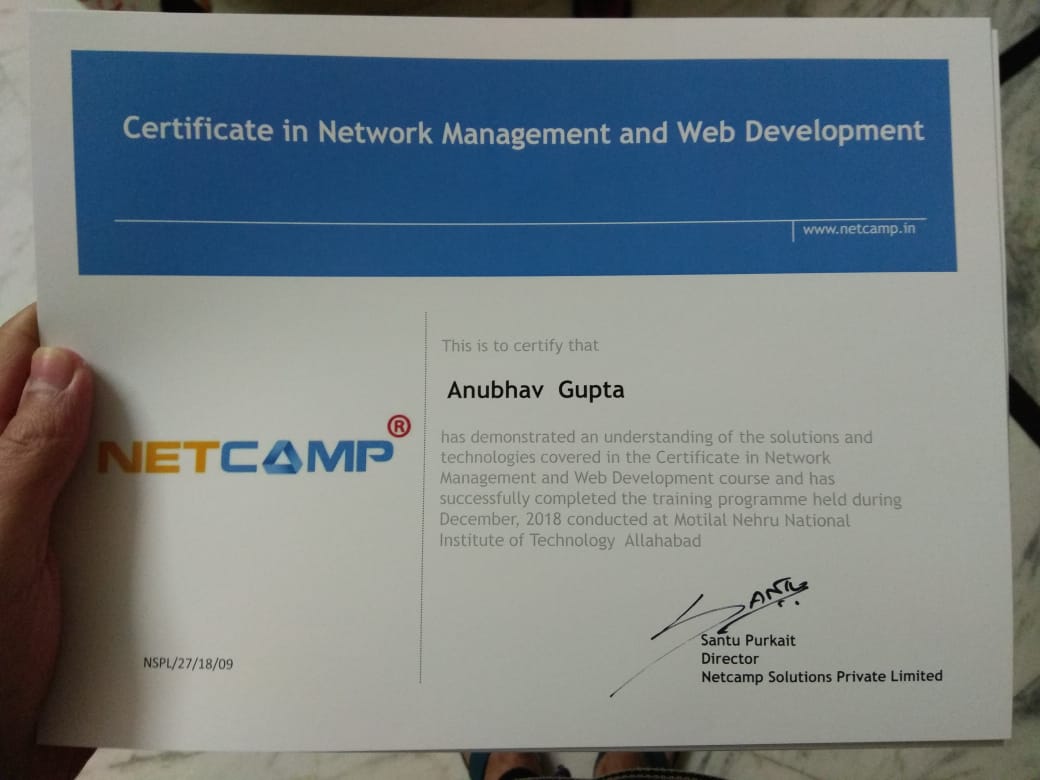 Certificate in Network Management and Web Development
www.netcamp.in
This is to certify that
Anubhav Gupta
has demonstrated an understanding of the solutions and
technologies covered in the Certificate in Network
Management and Web Development course and has
successfully completed the training programme held during
December, 2018 conducted at Motilal Nehru National
Institute of Technology Allahabad
NETCAMP®
SANTU
Santu Purkait
Director
Netcamp Solutions Private Limited
NSPL/27/18/09